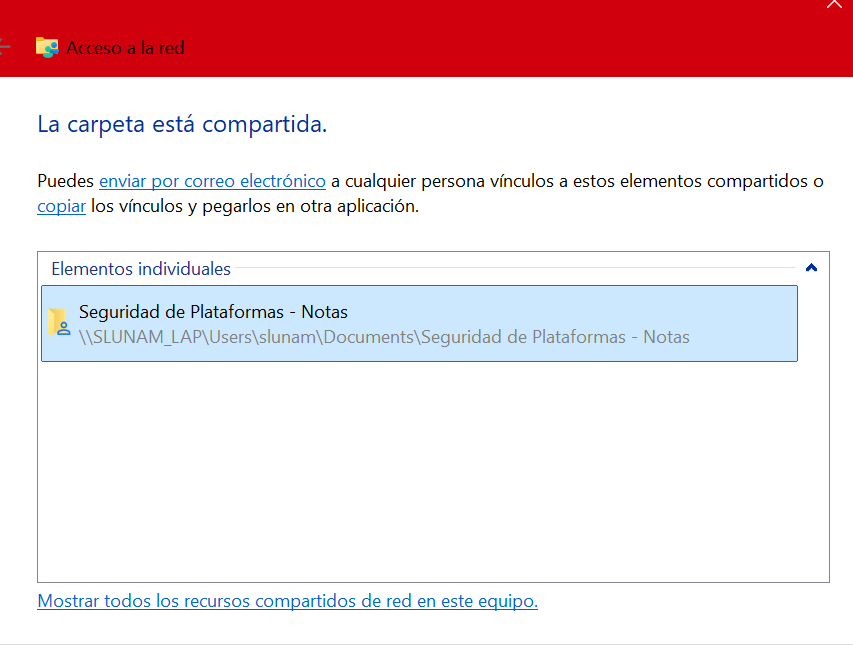 Acceso a la red
La carpeta está compartida.
Puedes enviar por correo electrónico a cualquier persona vínculos a estos elementos compartidos o
copiar los vínculos y pegarlos en otra aplicación.
Elementos individuales
Seguridad de Plataformas - Notas
\\SLUNAM_LAP\Users\slunam\Documents\Seguridad de Plataformas - Notas
Mostrar todos los recursos compartidos de red en este equipo.